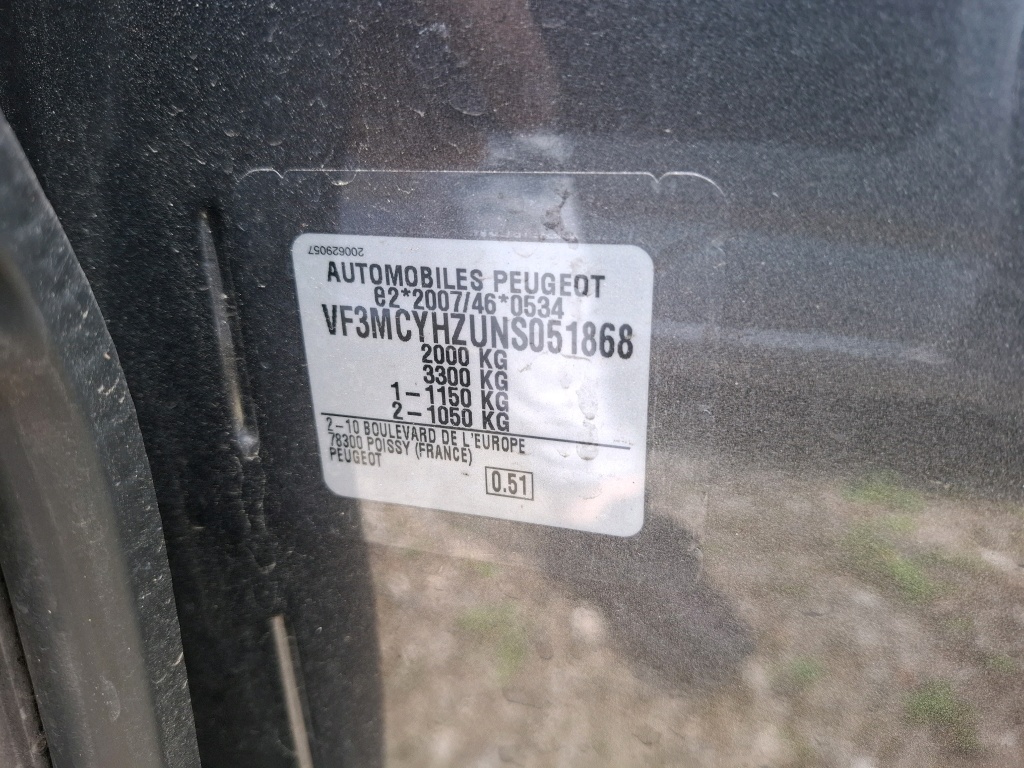 200629057
AUTOMOBILES PEUGEOT
e2*2007/46*0534
VF3MCYHZUNS051868
2000 KG
3300 KG
1-1150 KG
2-1050 KG
2-10 BOULEVARD DE L'EUROPE
78300 POISSY (FRANCE)
PEUGEOT
0.51